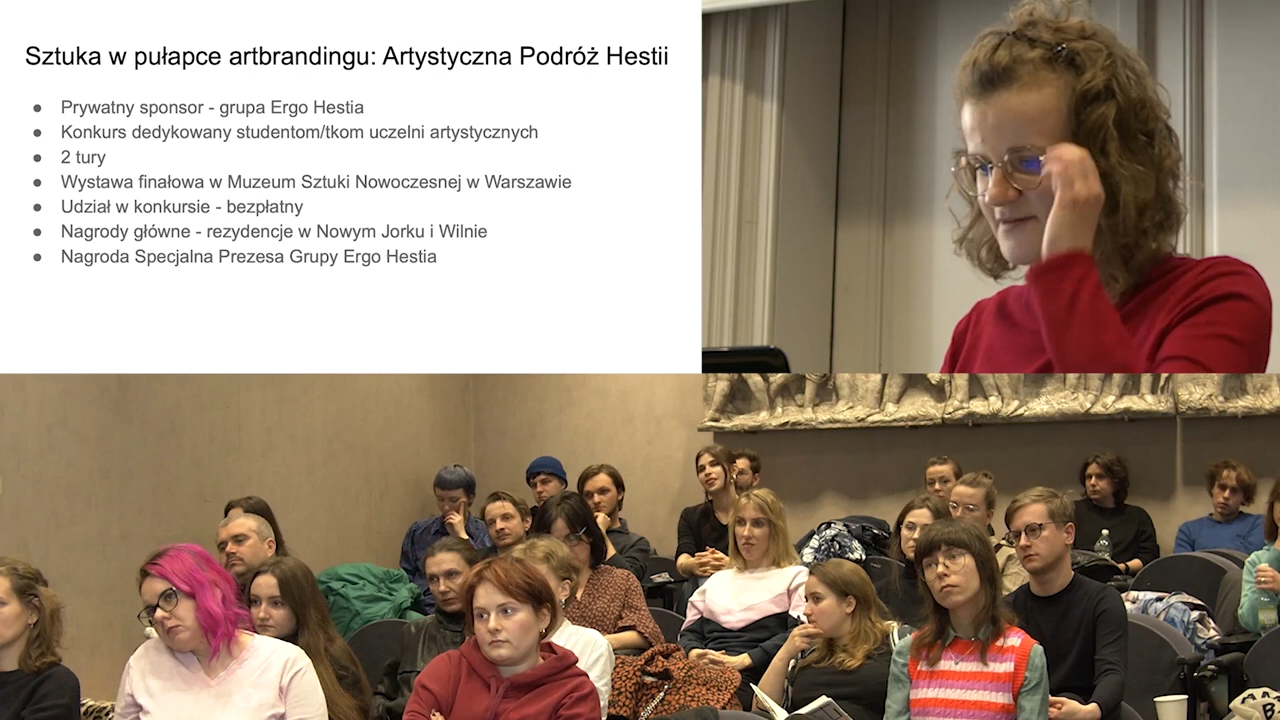 Sztuka w pułapce artbrandingu: Artystyczna Podróż Hestii
Prywatny sponsor - grupa Ergo Hestia
Konkurs dedykowany studentom/tkom uczelni artystycznych
2 tury
Wystawa finałowa w Muzeum Sztuki Nowoczesnej w Warszawie
Udział w konkursie - bezpłatny
Nagrody główne - rezydencje w Nowym Jorku i Wilnie
Nagroda Specjalna Prezesa Grupy Ergo Hestia